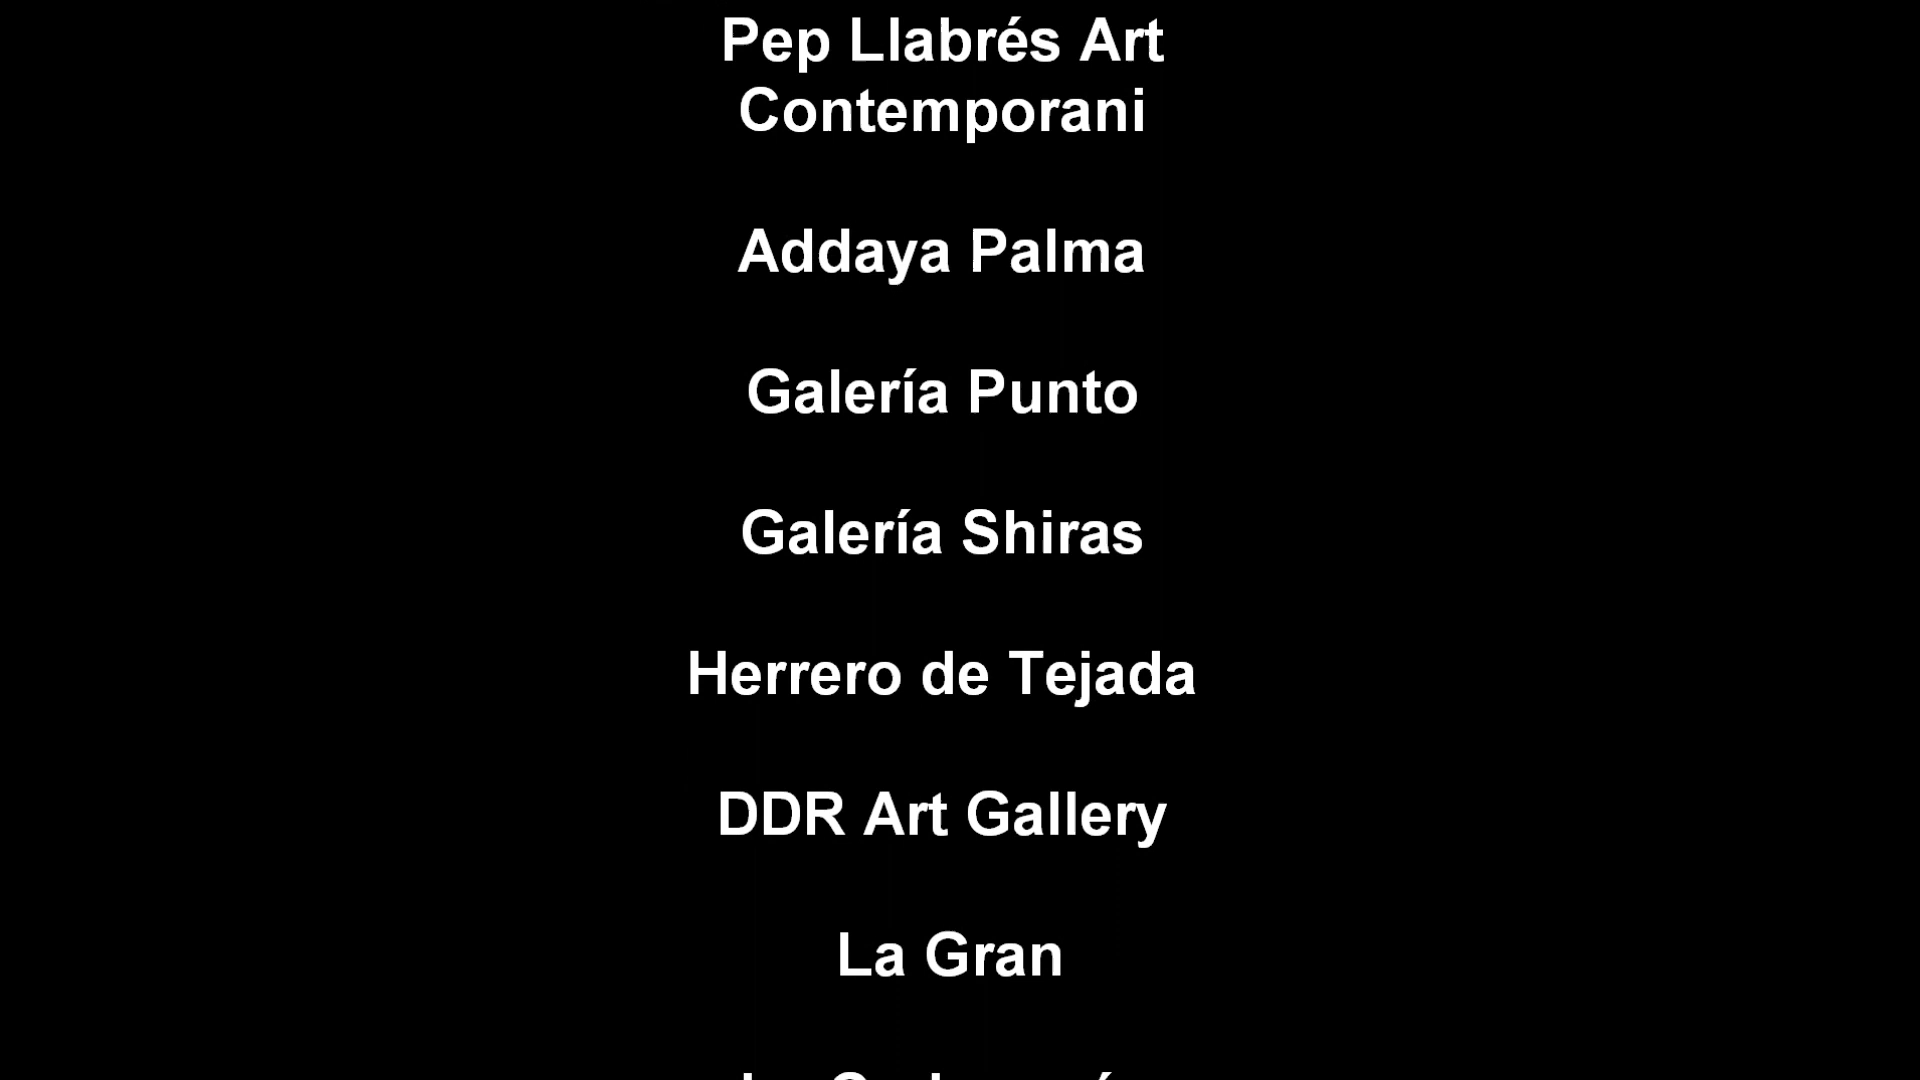 Pep Llabrés Art
Contemporani
Addaya Palma
Galería Punto
Galería Shiras
Herrero de Tejada
DDR Art Gallery
La Gran